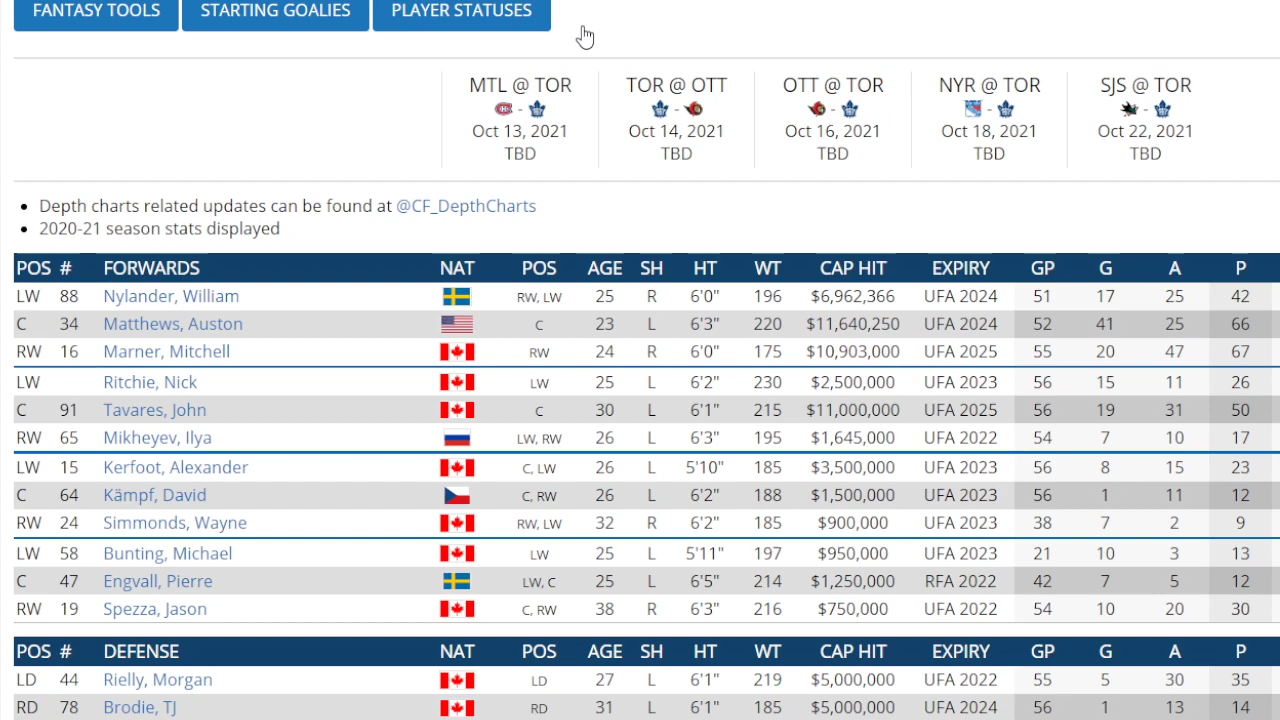 FANTASY TOOLS STARTING GOALIES PLAYER STATUSES
MTL @ TOR TOR @ OTT OTT @ TOR NYR @ TOR SJS @ TOR
- - - - -
Oct 13, 2021 Oct 14, 2021 Oct 16, 2021 Oct 18, 2021 Oct 22, 2021
TBD TBD TBD TBD TBD
• Depth charts related updates can be found at @CF_DepthCharts
• 2020-21 season stats displayed
POS # FORWARDS NAT POS AGE SH HT WT CAP HIT EXPIRY GP G A P
LW 88 Nylander, William RW, LW 25 R 6'0" 196 $6,962,366 UFA 2024 51 17 25 42
C 34 Matthews, Auston C 23 L 6'3" 220 $11,640,250 UFA 2024 52 41 25 66
RW 16 Marner, Mitchell RW 24 R 6'0" 175 $10,903,000 UFA 2025 55 20 47 67
LW Ritchie, Nick LW 25 L 6'2" 230 $2,500,000 UFA 2023 56 15 11 26
C 91 Tavares, John C 30 L 6'1" 215 $11,000,000 UFA 2025 56 19 31 50
RW 65 Mikheyev, Ilya LW, RW 26 L 6'3" 195 $1,645,000 UFA 2022 54 7 10 17
LW 15 Kerfoot, Alexander C, LW 26 L 5'10" 185 $3,500,000 UFA 2023 56 8 15 23
C 64 Kämpf, David C, RW 26 L 6'2" 188 $1,500,000 UFA 2023 56 1 11 12
RW 24 Simmonds, Wayne RW, LW 32 R 6'2" 185 $900,000 UFA 2023 38 7 2 9
LW 58 Bunting, Michael LW 25 L 5'11" 197 $950,000 UFA 2023 21 10 3 13
C 47 Engvall, Pierre LW, C 25 L 6'5" 214 $1,250,000 RFA 2022 42 7 5 12
RW 19 Spezza, Jason C, RW 38 R 6'3" 216 $750,000 UFA 2022 54 10 20 30
POS # DEFENSE NAT POS AGE SH HT WT CAP HIT EXPIRY GP G A P
LD 44 Rielly, Morgan LD 27 L 6'1" 219 $5,000,000 UFA 2022 55 5 30 35
RD 78 Brodie, TJ RD 31 L 6'1" 185 $5,000,000 UFA 2024 56 1 13 14